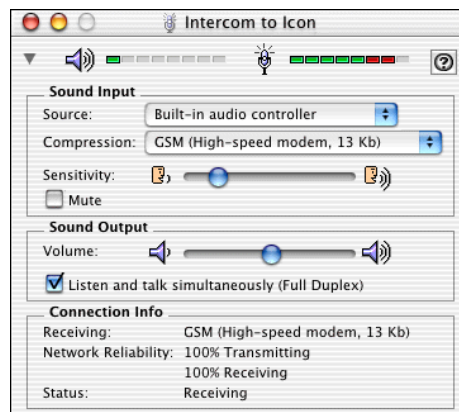 Intercom to Icon
?
Sound Input
Source: Built-in audio controller
Compression: GSM (High-speed modem, 13 Kb)
Sensitivity:
Mute
Sound Output
Volume:
Listen and talk simultaneously (Full Duplex)
Connection Info
Receiving: GSM (High-speed modem, 13 Kb)
Network Reliability: 100% Transmitting
100% Receiving
Status: Receiving